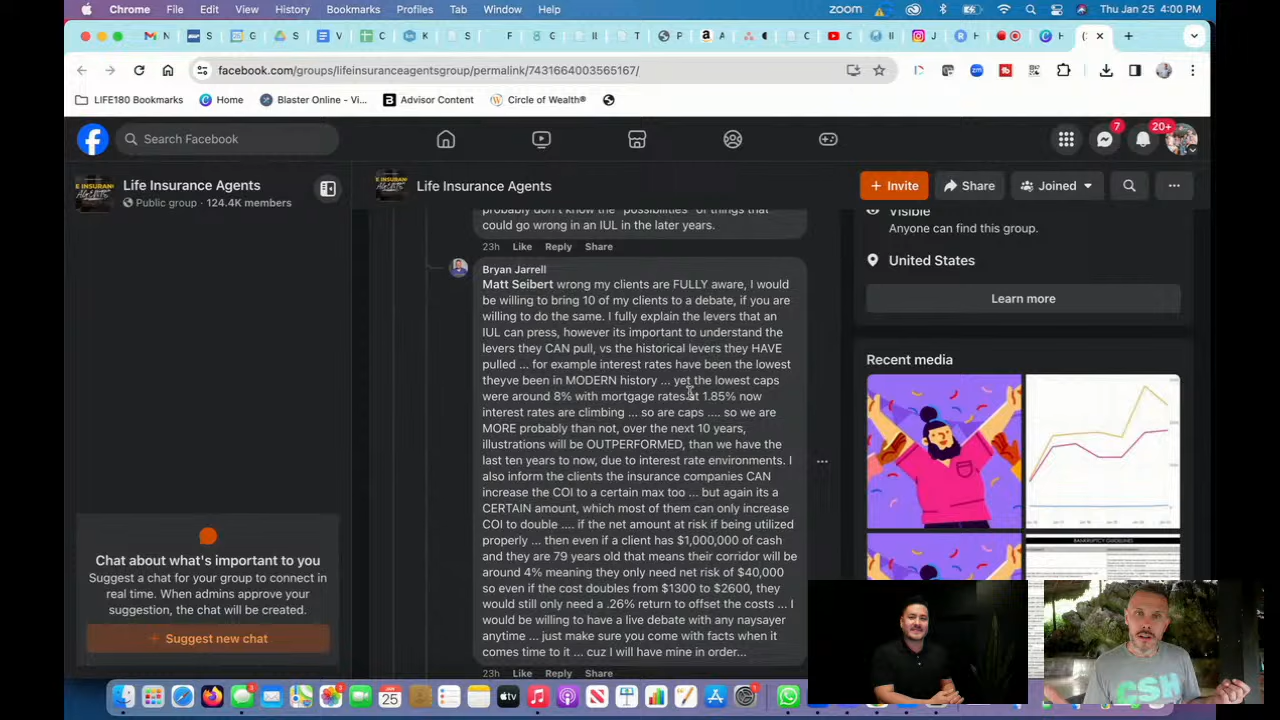 Chrome File Edit View History Bookmarks Profiles Tab Window Help
zoom Thu Jan 25 4:00 PM
facebook.com/groups/lifeinsuranceagentsgroup/permalink/7431664003565167/
LIFE180 Bookmarks Home Blaster Online - Vi... Advisor Content Circle of Wealth®
Search Facebook
7 20+
Life Insurance Agents
Public group · 124.4K members
Life Insurance Agents
+ Invite Share Joined
probably don't know the "possibilities" of things that
could go wrong in an IUL in the later years.
23h Like Reply Share
Bryan Jarrell
Matt Seibert wrong my clients are FULLY aware, I would
be willing to bring 10 of my clients to a debate, if you are
willing to do the same. I fully explain the levers that an
IUL can press, however its important to understand the
levers they CAN pull, vs the historical levers they HAVE
pulled ... for example interest rates have been the lowest
theyve been in MODERN history ... yet the lowest caps
were around 8% with mortgage rates at 1.85% now
interest rates are climbing ... so are caps .... so we are
MORE probably than not, over the next 10 years,
illustrations will be OUTPERFORMED, than we have the
last ten years to now, due to interest rate environments. I
also inform the clients the insurance companies CAN
increase the COI to a certain max too ... but again its a
CERTAIN amount, which most of them can only increase
COI to double .... if the net amount at risk if being utilized
properly ... then even if a client has $1,000,000 of cash
and they are 70 years old that means their corridor will be
around 1% meaning they only need to insure $10,000
so even if the cost doubles from $1300 to $2600, they
would still only need a .26% return to offset the costs ... I
would be willing to do a live debate with any naysayer
anytime ... just make sure you come with facts when it
comes time to it ... cuz I will have mine in order...
23h Like Reply Share
Visible
Anyone can find this group.
United States
Learn more
Recent media
BANKRUPTCY GUIDELINES
Chat about what's important to you
Suggest a chat for your group to connect in
real time. When admins approve your
suggestion, the chat will be created.
+ Suggest new chat
25
tv
CSH